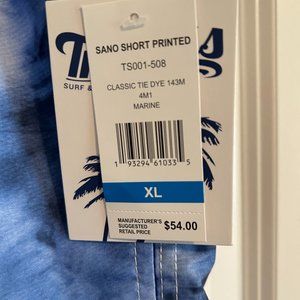 SURF &
SANO SHORT PRINTED
TS001-508
CLASSIC TIE DYE 143M
4M1
MARINE
1 93294 61033 5
XL
MANUFACTURER'S
SUGGESTED
RETAIL PRICE
$54.00